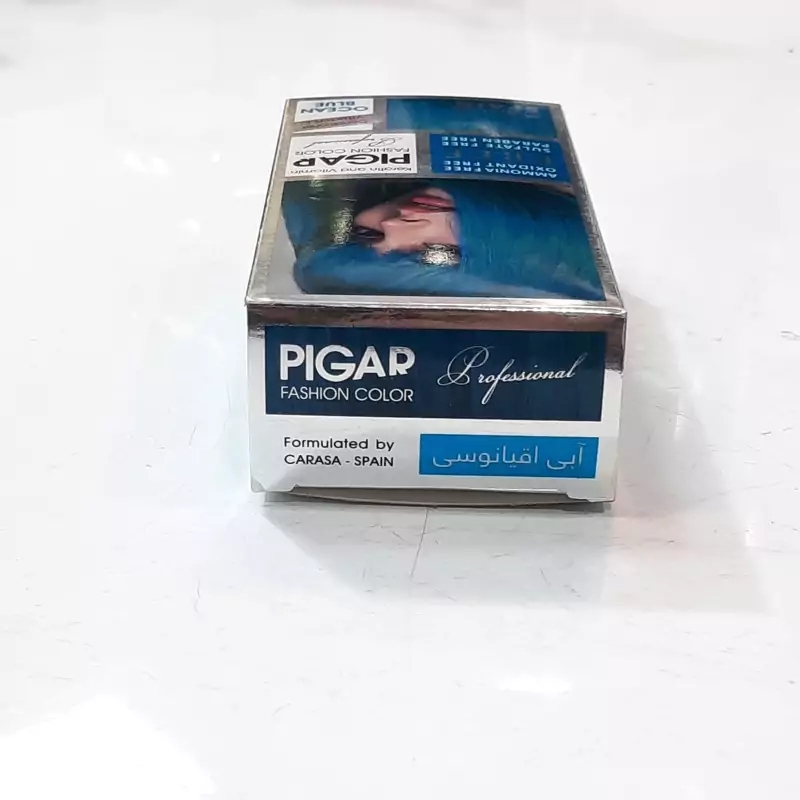 OCEAN
BLUE
PIGAR
FASHION COLOR
Professional
Keratin and Vitamin
AMMONIA FREE
OXIDANT FREE
SULFATE FREE
PARABEN FREE
PIGAR
FASHION COLOR
Professional
Formulated by
CARASA - SPAIN
آبی اقیانوسی